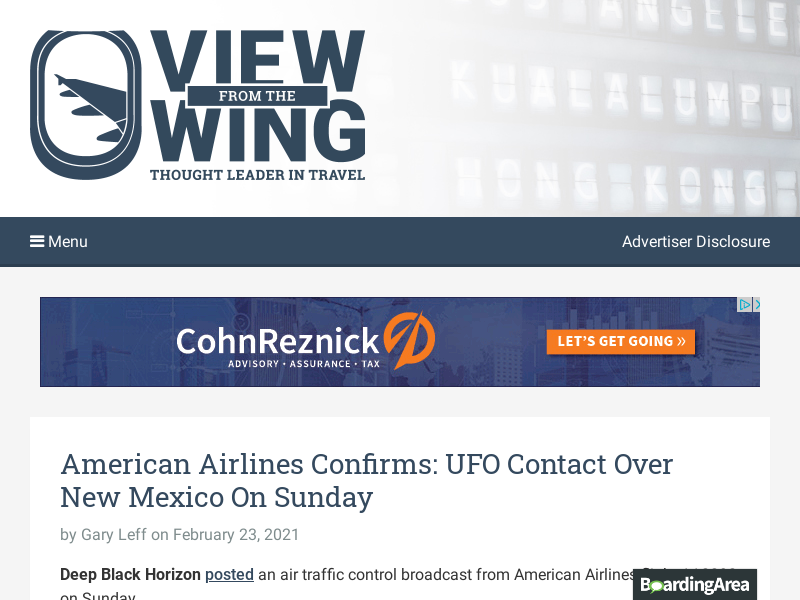 VIEW
FROM THE
WING
THOUGHT LEADER IN TRAVEL
KUALALUMPU
HONG KONG
Menu
Advertiser Disclosure
CohnReznick
ADVISORY • ASSURANCE • TAX
LET'S GET GOING »
American Airlines Confirms: UFO Contact Over
New Mexico On Sunday
by Gary Leff on February 23, 2021
Deep Black Horizon posted an air traffic control broadcast from American Airlines
BoardingArea
on Sunday